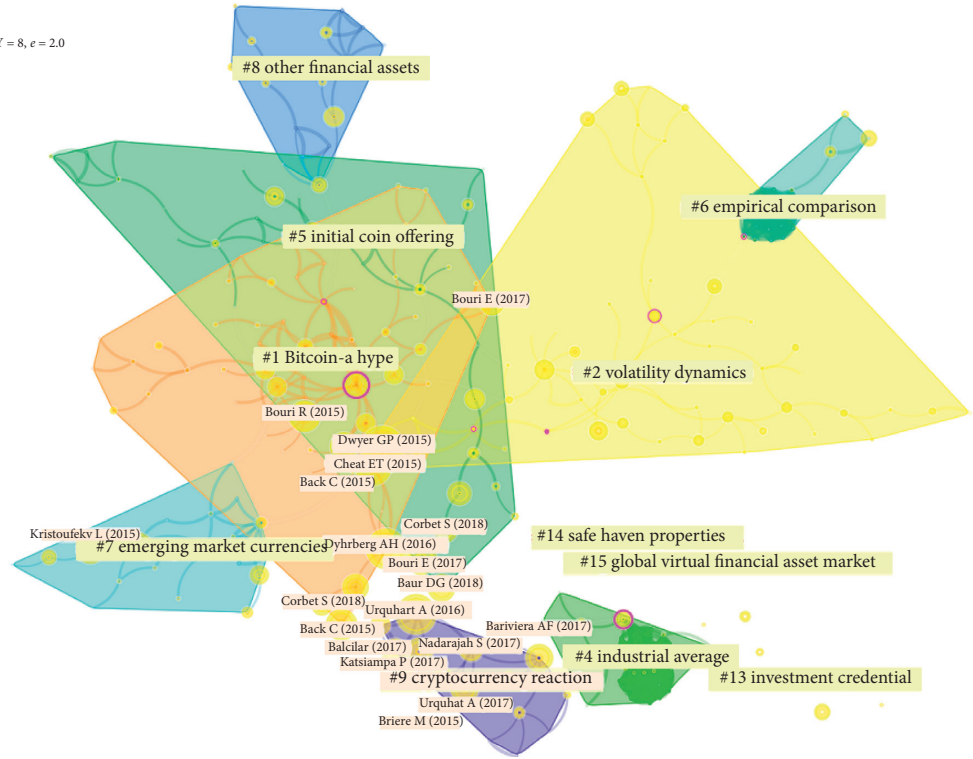 Y = 8, e = 2.0
#8 other financial assets
#6 empirical comparison
#5 initial coin offering
Bouri E (2017)
#1 Bitcoin-a hype
#2 volatility dynamics
Bouri R (2015)
Dwyer GP (2015)
Cheat ET (2015)
Back C (2015)
Corbet S (2018)
Kristoufekv L (2015)
#7 emerging market currencies
Dyhrberg AH (2016)
#14 safe haven properties
Bouri E (2017)
#15 global virtual financial asset market
Baur DG (2018)
Corbet S (2018)
Urquhart A (2016)
Back C (2015)
Bariviera AF (2017)
Balcilar (2017)
Nadarajah S (2017)
Katsiampa P (2017)
#4 industrial average
#9 cryptocurrency reaction
#13 investment credential
Urquhat A (2017)
Briere M (2015)